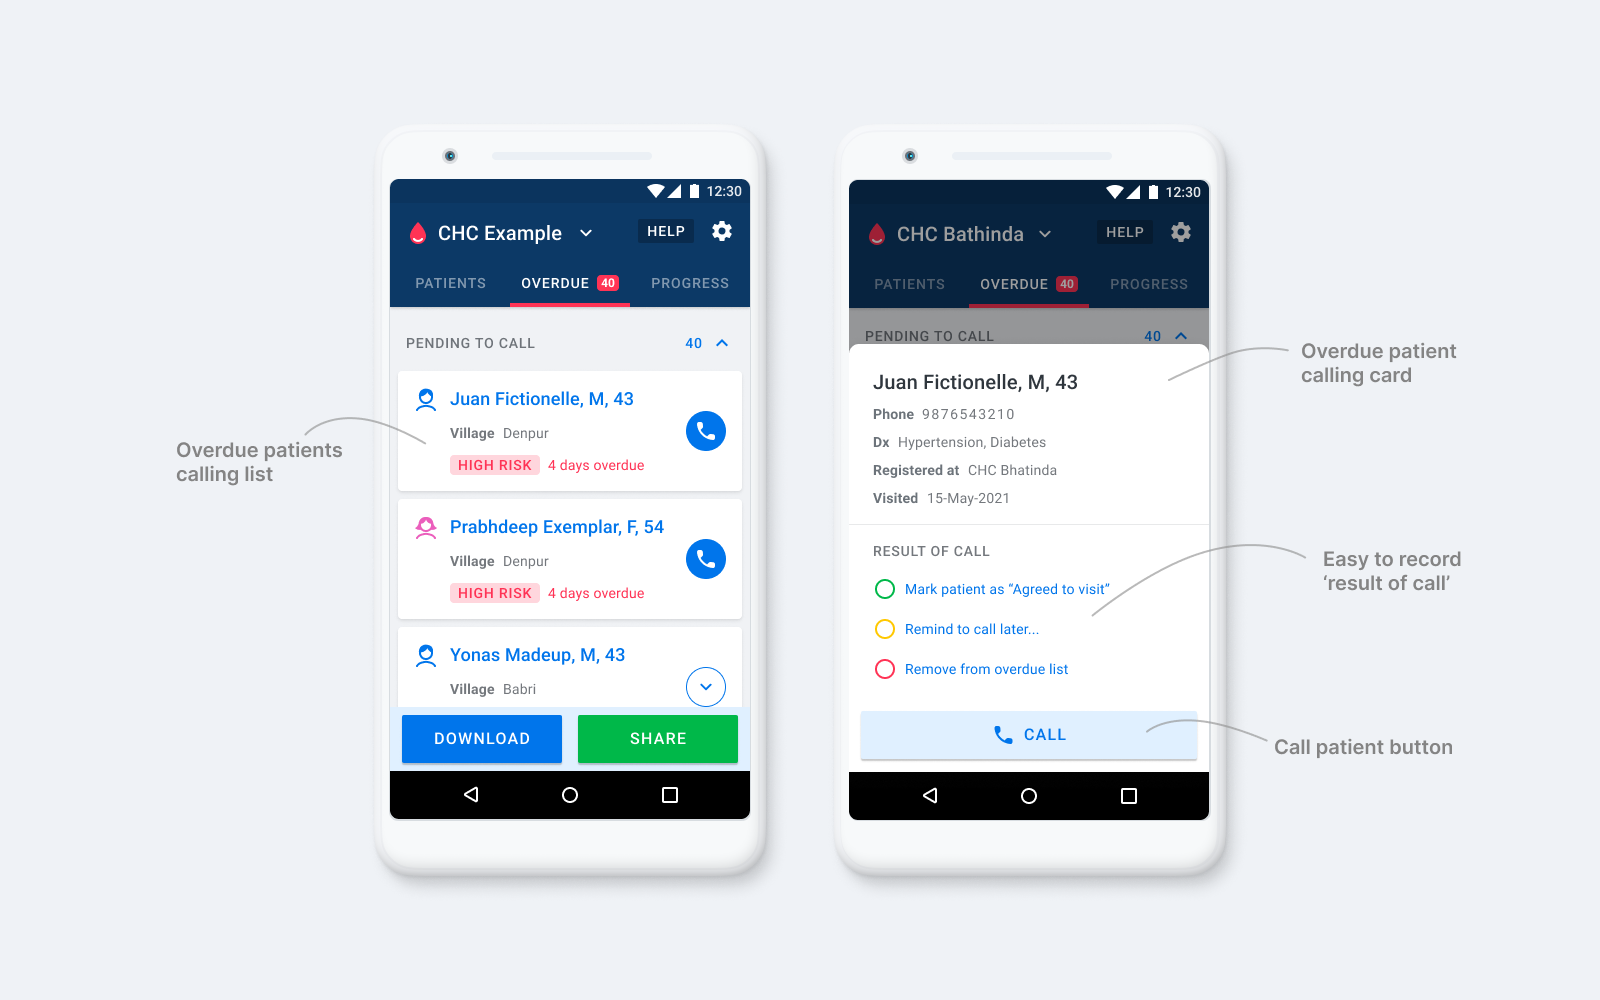 12:30
CHC Example
HELP
PATIENTS OVERDUE 40 PROGRESS
PENDING TO CALL 40
Juan Fictionelle, M, 43
Village Denpur
HIGH RISK 4 days overdue
Prabhdeep Exemplar, F, 54
Village Denpur
HIGH RISK 4 days overdue
Yonas Madeup, M, 43
Village Babri
DOWNLOAD SHARE
Overdue patients
calling list
12:30
CHC Bathinda
HELP
PATIENTS OVERDUE 40 PROGRESS
PENDING TO CALL 40
Juan Fictionelle, M, 43
Phone 9876543210
Dx Hypertension, Diabetes
Registered at CHC Bhatinda
Visited 15-May-2021
RESULT OF CALL
Mark patient as “Agreed to visit”
Remind to call later...
Remove from overdue list
CALL
Overdue patient
calling card
Easy to record
‘result of call’
Call patient button